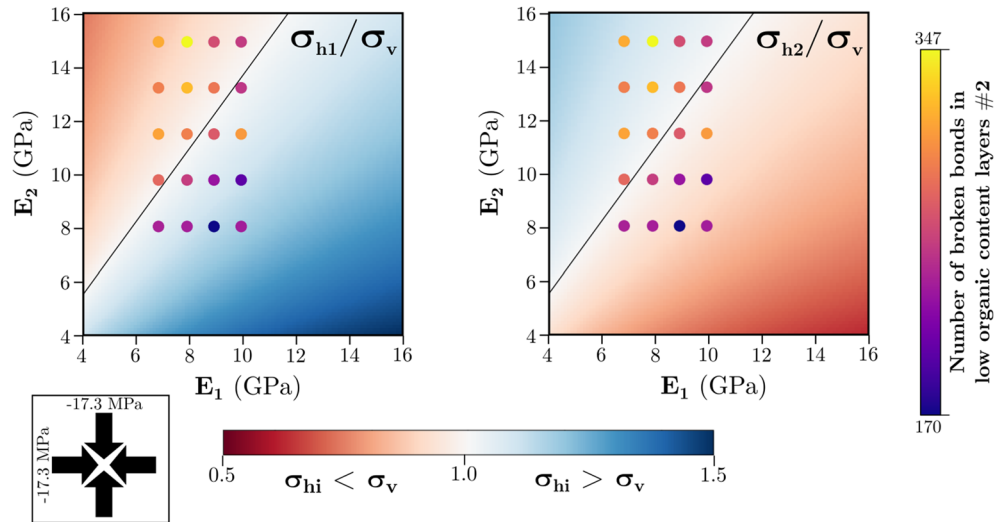 16
14
12
10
8
6
4
E₂ (GPa)
σh1/σv
4 6 8 10 12 14 16
E₁ (GPa)
16
14
12
10
8
6
4
E₂ (GPa)
σh2/σv
4 6 8 10 12 14 16
E₁ (GPa)
347
170
Number of broken bonds in
low organic content layers #2
-17.3 MPa
-17.3 MPa
0.5 1.0 1.5
σhi < σv σhi > σv